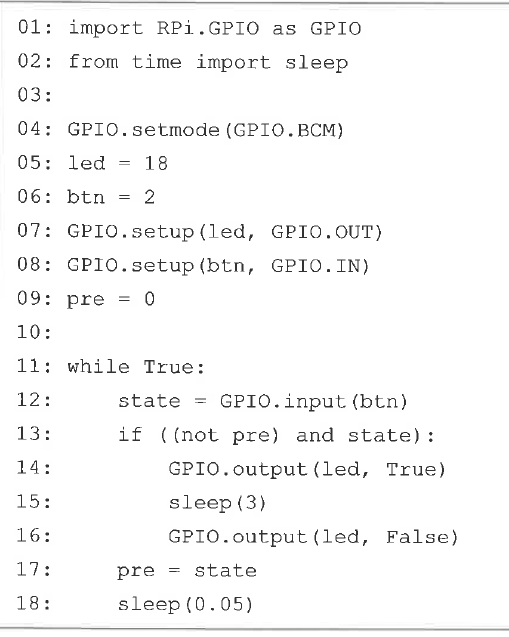 01: import RPi.GPIO as GPIO
02: from time import sleep
03:
04: GPIO.setmode(GPIO.BCM)
05: led = 18
06: btn = 2
07: GPIO.setup(led, GPIO.OUT)
08: GPIO.setup(btn, GPIO.IN)
09: pre = 0
10:
11: while True:
12:     state = GPIO.input(btn)
13:     if ((not pre) and state):
14:         GPIO.output(led, True)
15:         sleep(3)
16:         GPIO.output(led, False)
17:     pre = state
18:     sleep(0.05)